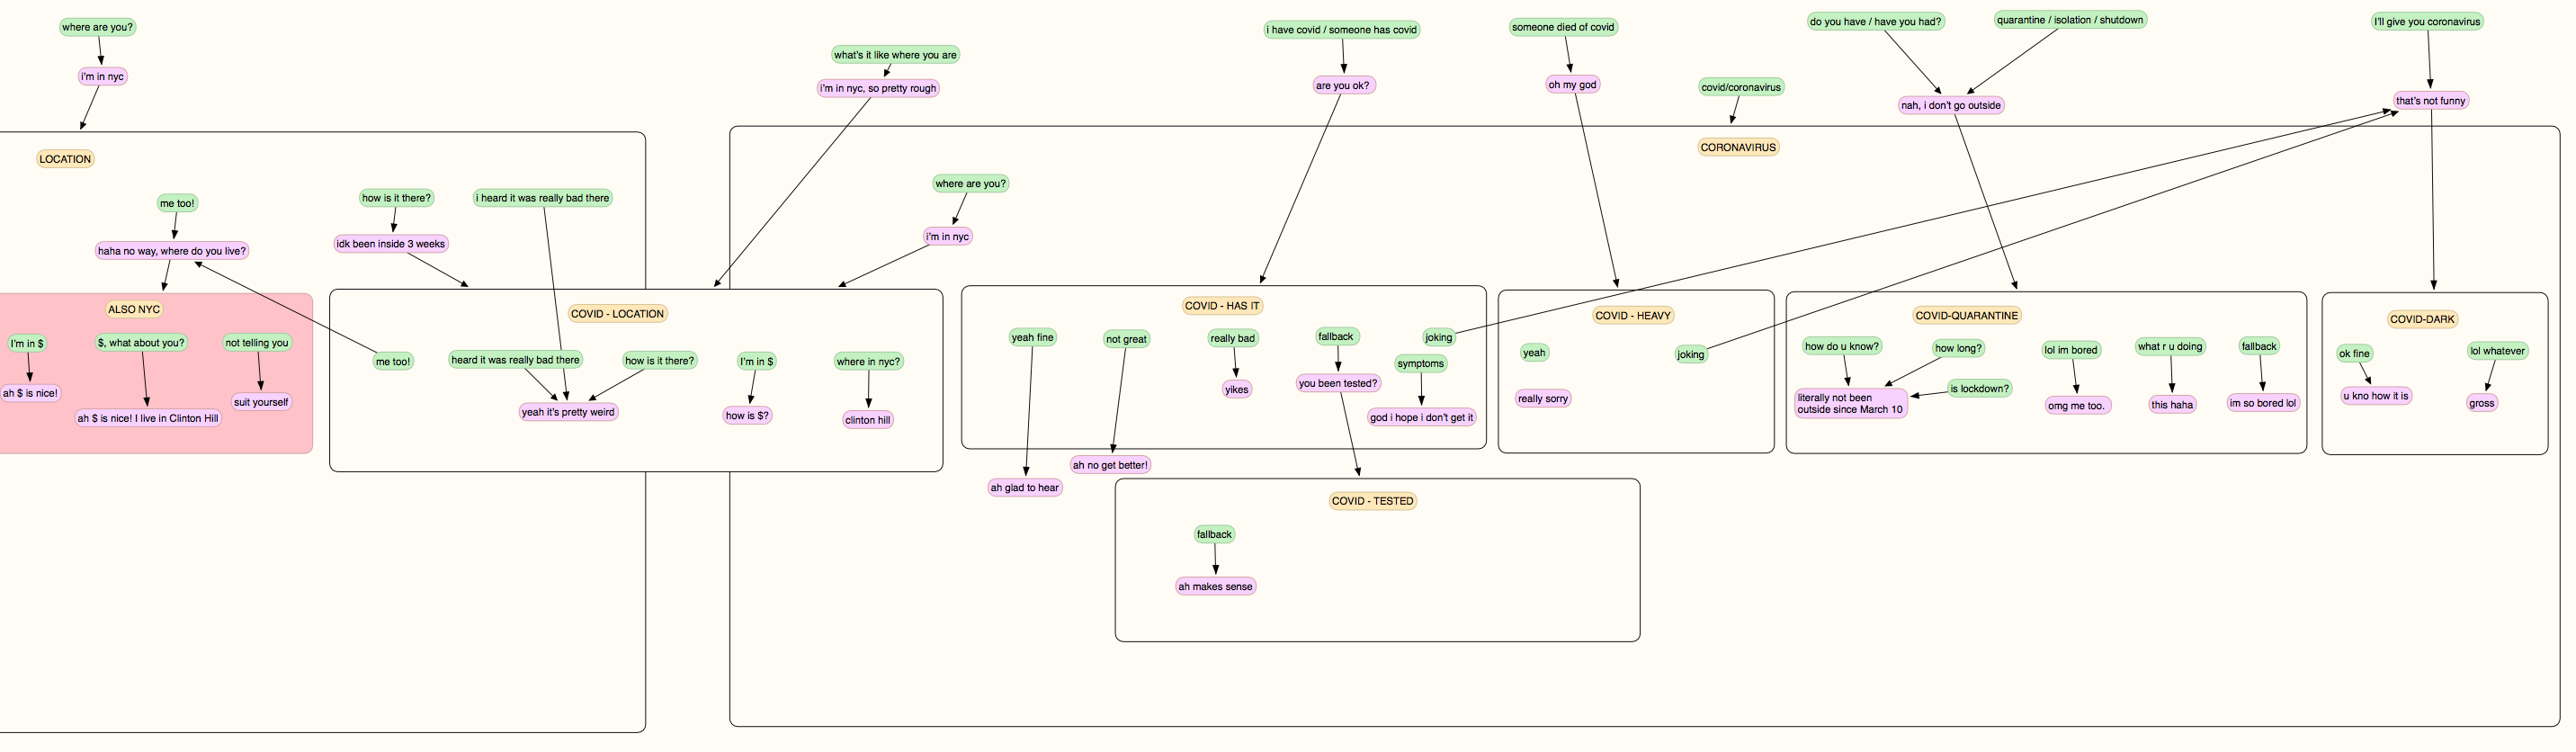 where are you?
i'm in nyc
what's it like where you are
i'm in nyc, so pretty rough
i have covid / someone has covid
are you ok?
someone died of covid
oh my god
covid/coronavirus
do you have / have you had?
quarantine / isolation / shutdown
nah, i don't go outside
I'll give you coronavirus
that's not funny
LOCATION
me too!
haha no way, where do you live?
how is it there?
idk been inside 3 weeks
i heard it was really bad there
ALSO NYC
I'm in $
ah $ is nice!
$, what about you?
ah $ is nice! I live in Clinton Hill
not telling you
suit yourself
CORONAVIRUS
where are you?
i'm in nyc
COVID - LOCATION
me too!
heard it was really bad there
how is it there?
yeah it's pretty weird
I'm in $
how is $?
where in nyc?
clinton hill
COVID - HAS IT
yeah fine
ah glad to hear
not great
ah no get better!
really bad
yikes
fallback
you been tested?
joking
symptoms
god i hope i don't get it
COVID - TESTED
fallback
ah makes sense
COVID - HEAVY
yeah
really sorry
joking
COVID-QUARANTINE
how do u know?
how long?
is lockdown?
literally not been
outside since March 10
lol im bored
omg me too.
what r u doing
this haha
fallback
im so bored lol
COVID-DARK
ok fine
u kno how it is
lol whatever
gross